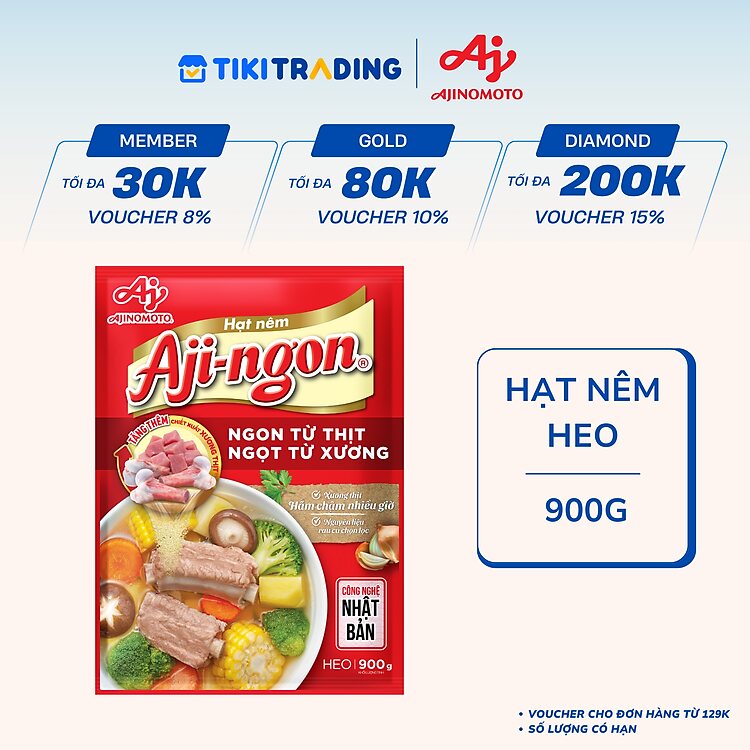 TIKITRADING
AJINOMOTO
MEMBER
TỐI ĐA 30K
VOUCHER 8%
GOLD
TỐI ĐA 80K
VOUCHER 10%
DIAMOND
TỐI ĐA 200K
VOUCHER 15%
AJINOMOTO.
Hạt nêm
Aji-ngon®
TĂNG THÊM CHIẾT XUẤT XƯƠNG THỊT
NGON TỪ THỊT
NGỌT TỪ XƯƠNG
Xương thịt
Hầm chậm nhiều giờ
Nguyên liệu
rau củ chọn lọc
CÔNG NGHỆ
NHẬT
BẢN
HEO | 900g
KHỐI LƯỢNG TỊNH
HẠT NÊM
HEO
900G
• VOUCHER CHO ĐƠN HÀNG TỪ 129K
• SỐ LƯỢNG CÓ HẠN